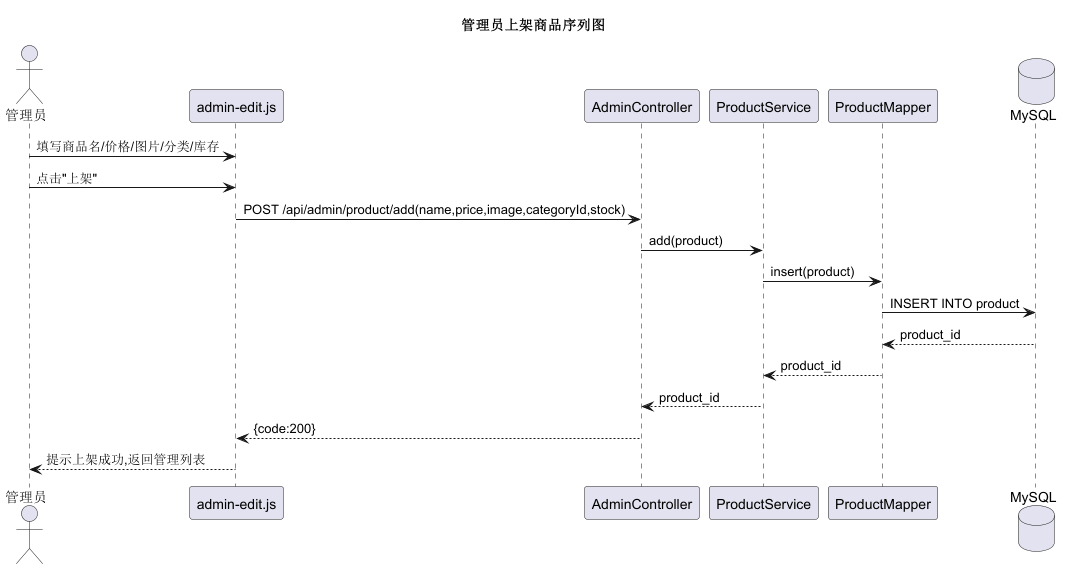 管理员上架商品序列图
管理员
admin-edit.js
AdminController
ProductService
ProductMapper
MySQL
填写商品名/价格/图片/分类/库存
点击"上架"
POST /api/admin/product/add(name,price,image,categoryId,stock)
add(product)
insert(product)
INSERT INTO product
product_id
product_id
product_id
{code:200}
提示上架成功,返回管理列表
管理员
admin-edit.js
AdminController
ProductService
ProductMapper
MySQL